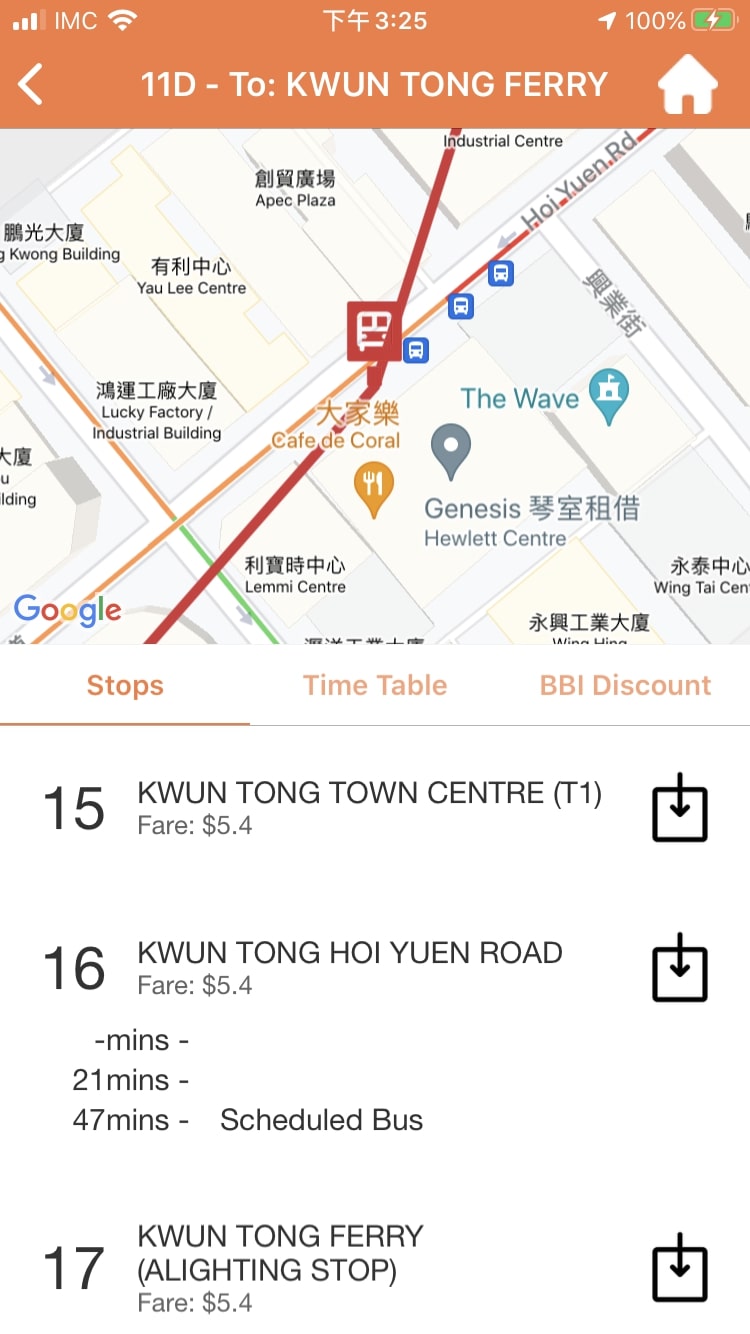 IMC
下午3:25
100%
11D - To: KWUN TONG FERRY
Industrial Centre
Hoi Yuen Rd
創貿廣場
Apec Plaza
鵬光大廈
g Kwong Building
有利中心
Yau Lee Centre
興業街
鴻運工廠大廈
Lucky Factory /
Industrial Building
大家樂
Cafe de Coral
The Wave
大廈
u
ilding
Genesis 琴室租借
Hewlett Centre
利寶時中心
Lemmi Centre
永泰中心
Wing Tai Cen
Google
永興工業大廈
Wing Hing
Stops
Time Table
BBI Discount
15
KWUN TONG TOWN CENTRE (T1)
Fare: $5.4
16
KWUN TONG HOI YUEN ROAD
Fare: $5.4
-mins -
21mins -
47mins - Scheduled Bus
17
KWUN TONG FERRY
(ALIGHTING STOP)
Fare: $5.4